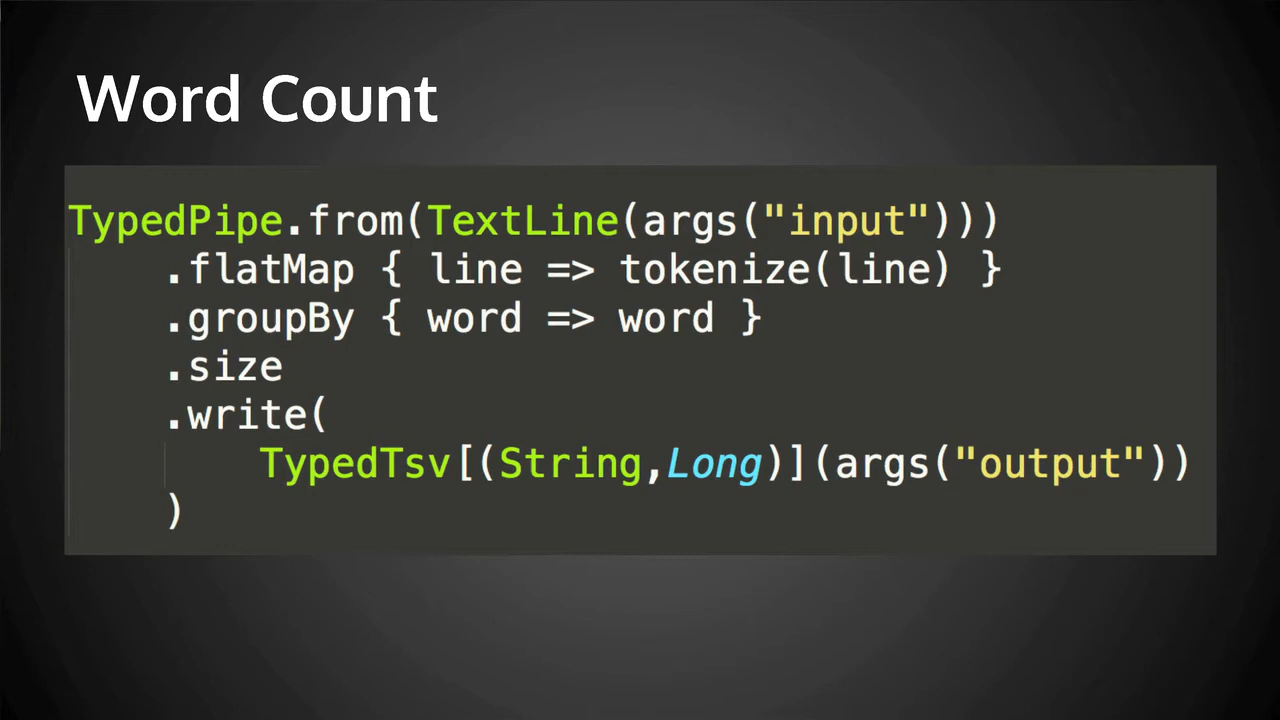 Word Count
TypedPipe.from(TextLine(args("input")))
    .flatMap { line => tokenize(line) }
    .groupBy { word => word }
    .size
    .write(
        TypedTsv[(String,Long)](args("output"))
    )